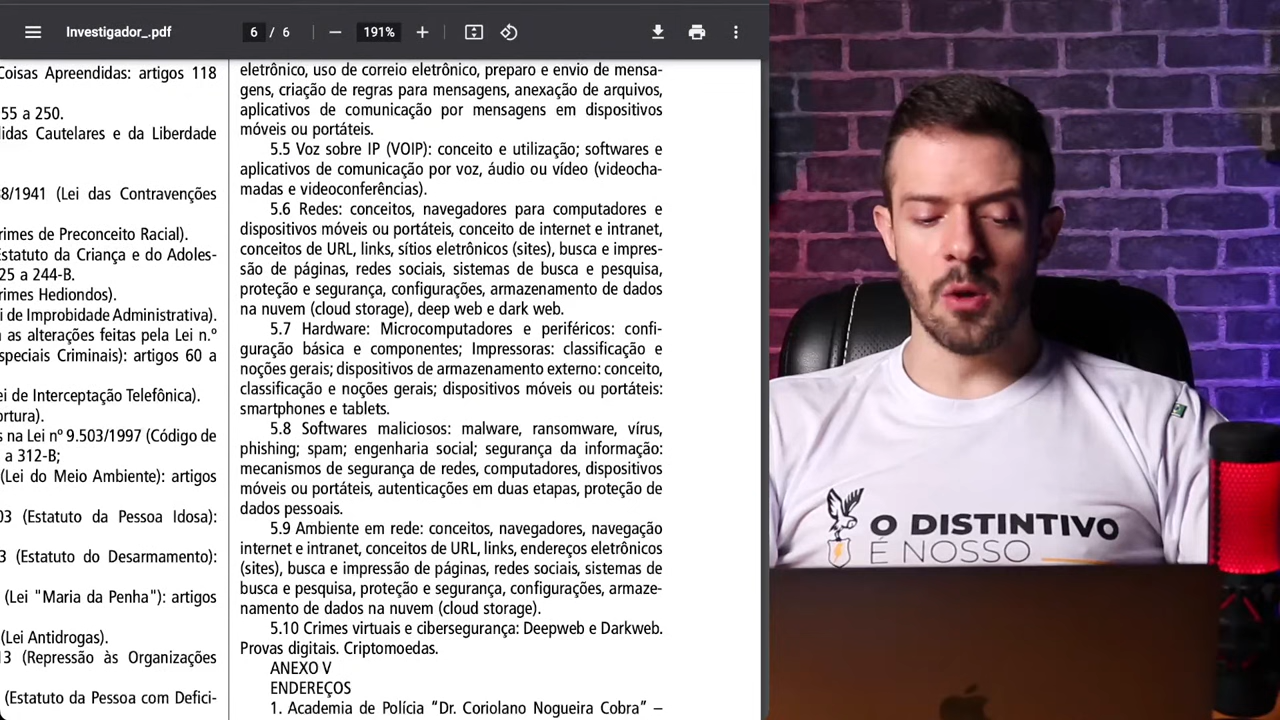 Investigador_.pdf
6 / 6
191%
Coisas Apreendidas: artigos 118
55 a 250.
didas Cautelares e da Liberdade
88/1941 (Lei das Contravenções
rimes de Preconceito Racial).
Estatuto da Criança e do Adoles-
25 a 244-B.
rimes Hediondos).
i de Improbidade Administrativa).
a as alterações feitas pela Lei n.º
speciais Criminais): artigos 60 a
ei de Interceptação Telefônica).
ortura).
s na Lei nº 9.503/1997 (Código de
a 312-B;
(Lei do Meio Ambiente): artigos
03 (Estatuto da Pessoa Idosa):
3 (Estatuto do Desarmamento):
(Lei "Maria da Penha"): artigos
(Lei Antidrogas).
13 (Repressão às Organizações
(Estatuto da Pessoa com Defici-
eletrônico, uso de correio eletrônico, preparo e envio de mensa-
gens, criação de regras para mensagens, anexação de arquivos,
aplicativos de comunicação por mensagens em dispositivos
móveis ou portáteis.
5.5 Voz sobre IP (VOIP): conceito e utilização; softwares e
aplicativos de comunicação por voz, áudio ou vídeo (videocha-
madas e videoconferências).
5.6 Redes: conceitos, navegadores para computadores e
dispositivos móveis ou portáteis, conceito de internet e intranet,
conceitos de URL, links, sítios eletrônicos (sites), busca e impres-
são de páginas, redes sociais, sistemas de busca e pesquisa,
proteção e segurança, configurações, armazenamento de dados
na nuvem (cloud storage), deep web e dark web.
5.7 Hardware: Microcomputadores e periféricos: confi-
guração básica e componentes; Impressoras: classificação e
noções gerais; dispositivos de armazenamento externo: conceito,
classificação e noções gerais; dispositivos móveis ou portáteis:
smartphones e tablets.
5.8 Softwares maliciosos: malware, ransomware, vírus,
phishing; spam; engenharia social; segurança da informação:
mecanismos de segurança de redes, computadores, dispositivos
móveis ou portáteis, autenticações em duas etapas, proteção de
dados pessoais.
5.9 Ambiente em rede: conceitos, navegadores, navegação
internet e intranet, conceitos de URL, links, endereços eletrônicos
(sites), busca e impressão de páginas, redes sociais, sistemas de
busca e pesquisa, proteção e segurança, configurações, armaze-
namento de dados na nuvem (cloud storage).
5.10 Crimes virtuais e cibersegurança: Deepweb e Darkweb.
Provas digitais. Criptomoedas.
ANEXO V
ENDEREÇOS
1. Academia de Polícia “Dr. Coriolano Nogueira Cobra” –
O DISTINTIVO
É NOSSO